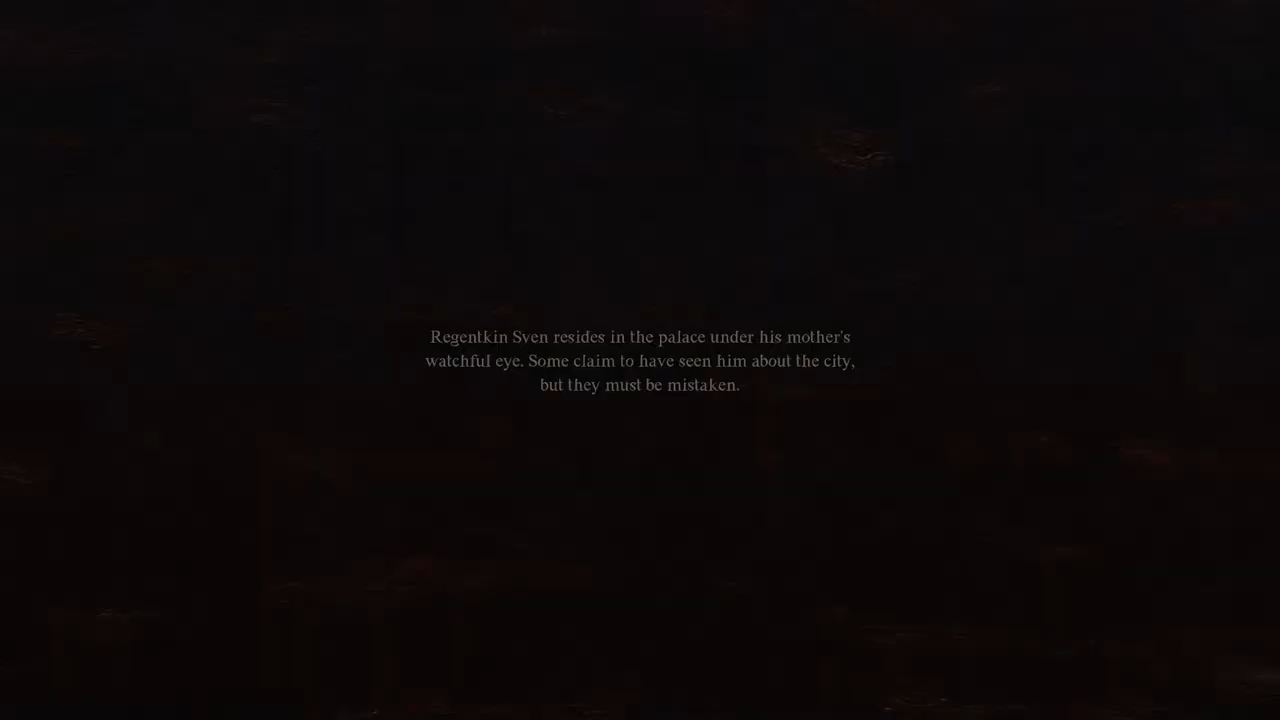 Regentkin Sven resides in the palace under his mother's
watchful eye. Some claim to have seen him about the city,
but they must be mistaken.